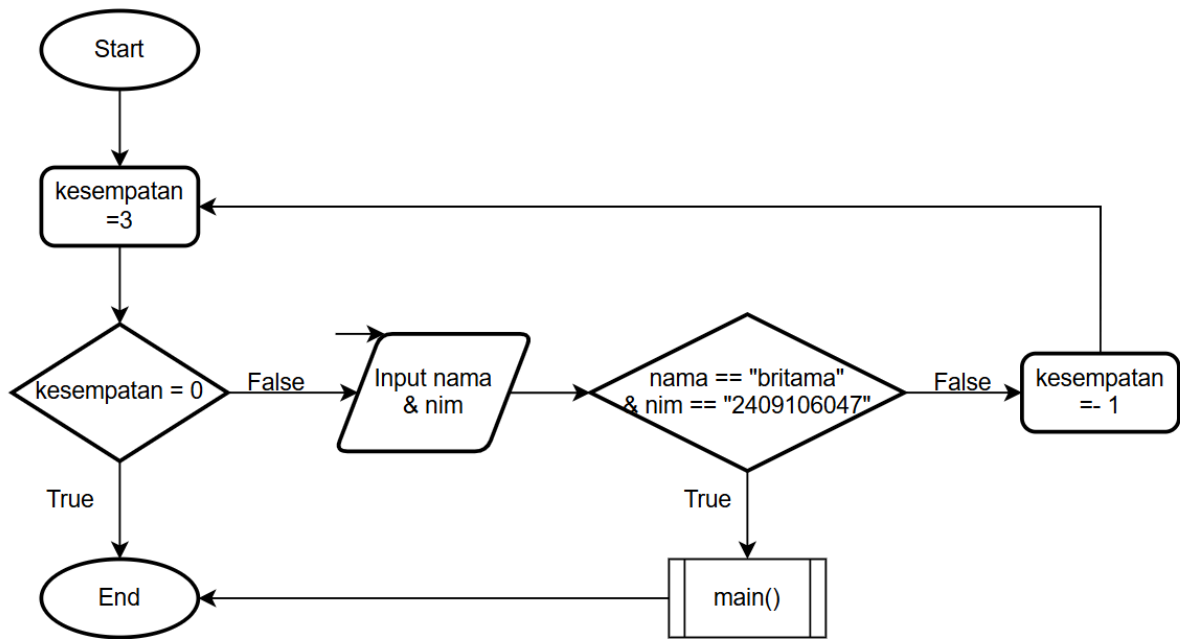 Start
kesempatan
=3
kesempatan = 0
False
Input nama
& nim
nama == "britama"
& nim == "2409106047"
False
kesempatan
=- 1
True
True
End
main()